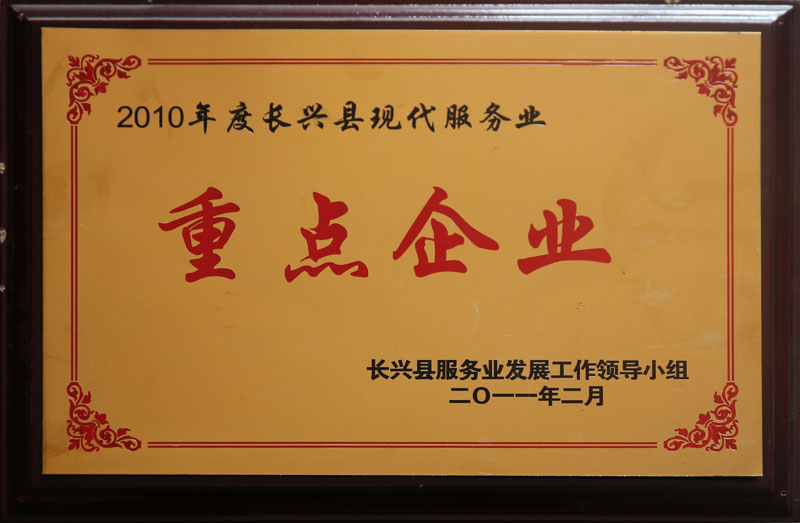 2010年度长兴县现代服务业
重点企业
长兴县服务业发展工作领导小组
二〇一一年二月